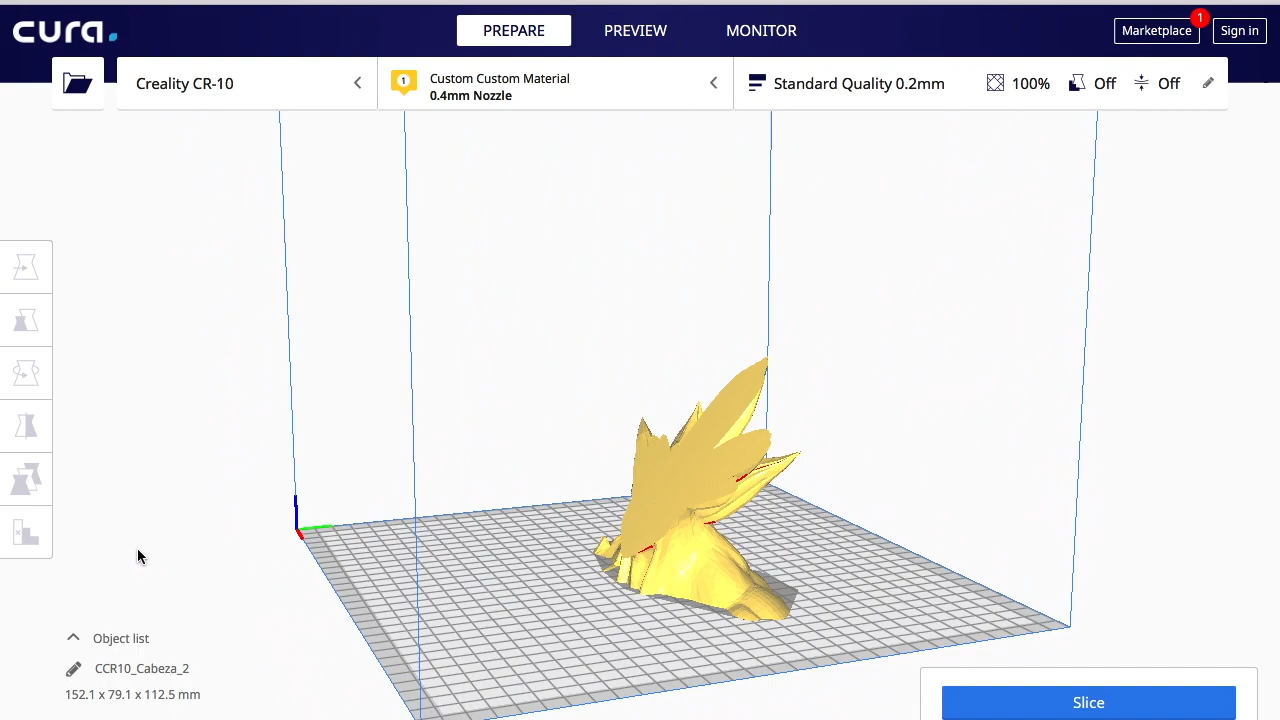 cura.
PREPARE
PREVIEW
MONITOR
Marketplace
1
Sign in
Creality CR-10
1
Custom Custom Material
0.4mm Nozzle
Standard Quality 0.2mm
100%
Off
Off
Object list
CCR10_Cabeza_2
152.1 x 79.1 x 112.5 mm
Slice